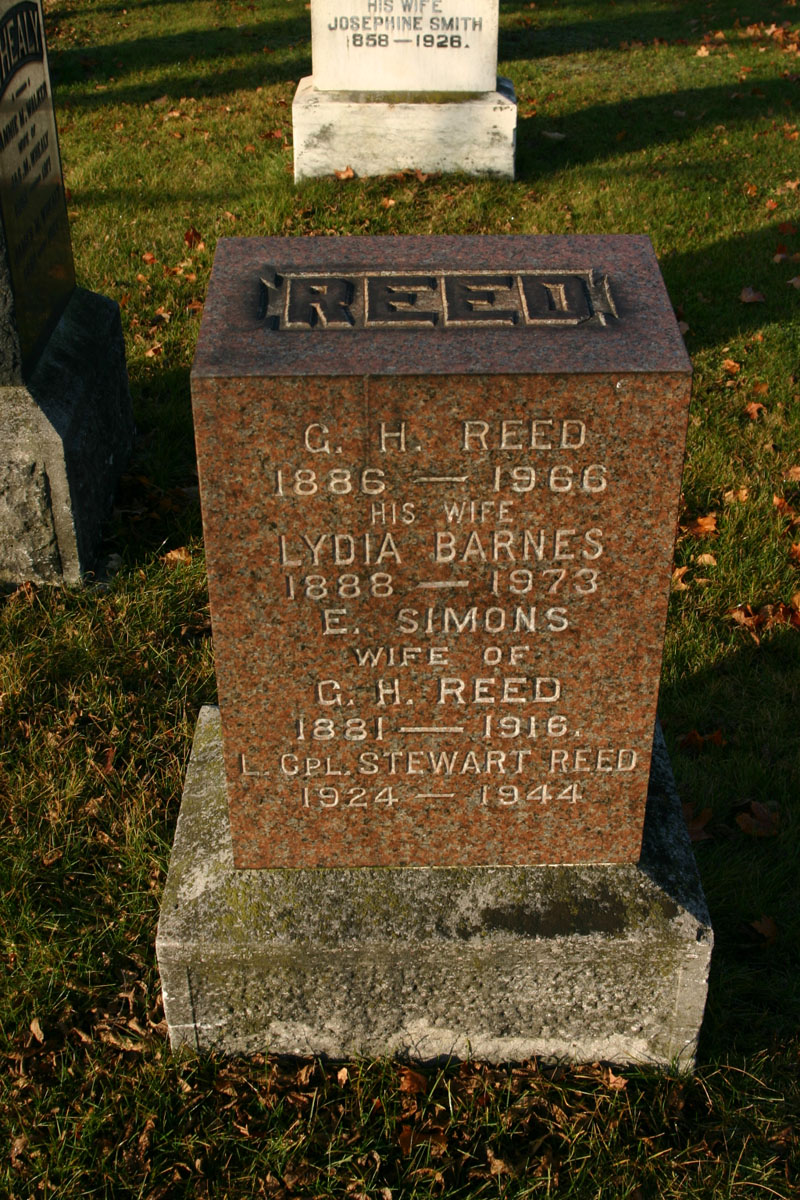 HIS WIFE
JOSEPHINE SMITH
1858—1926.
HEALY
REED
G. H. REED
1886 — 1966
HIS WIFE
LYDIA BARNES
1888 — 1973
E. SIMONS
WIFE OF
G. H. REED
1881 — 1916.
L. CPL. STEWART REED
1924 — 1944